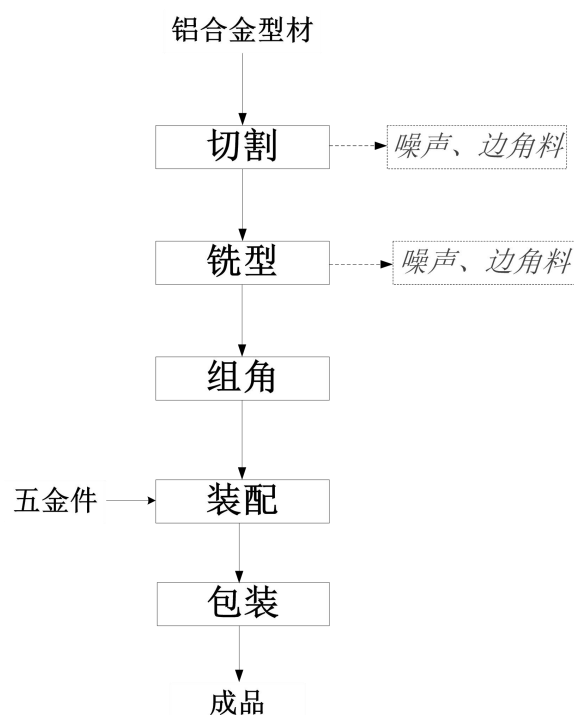 铝合金型材
切割
噪声、边角料
铣型
噪声、边角料
组角
五金件
装配
包装
成品